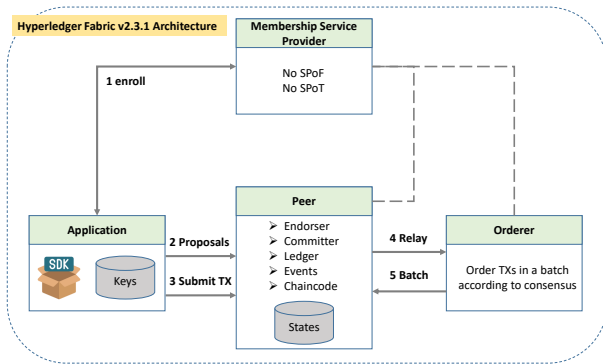 Hyperledger Fabric v2.3.1 Architecture
Membership Service
Provider
No SPoF
No SPoT
1 enroll
Application
SDK
Keys
2 Proposals
3 Submit TX
Peer
➢ Endorser
➢ Committer
➢ Ledger
➢ Events
➢ Chaincode
States
4 Relay
5 Batch
Orderer
Order TXs in a batch
according to consensus